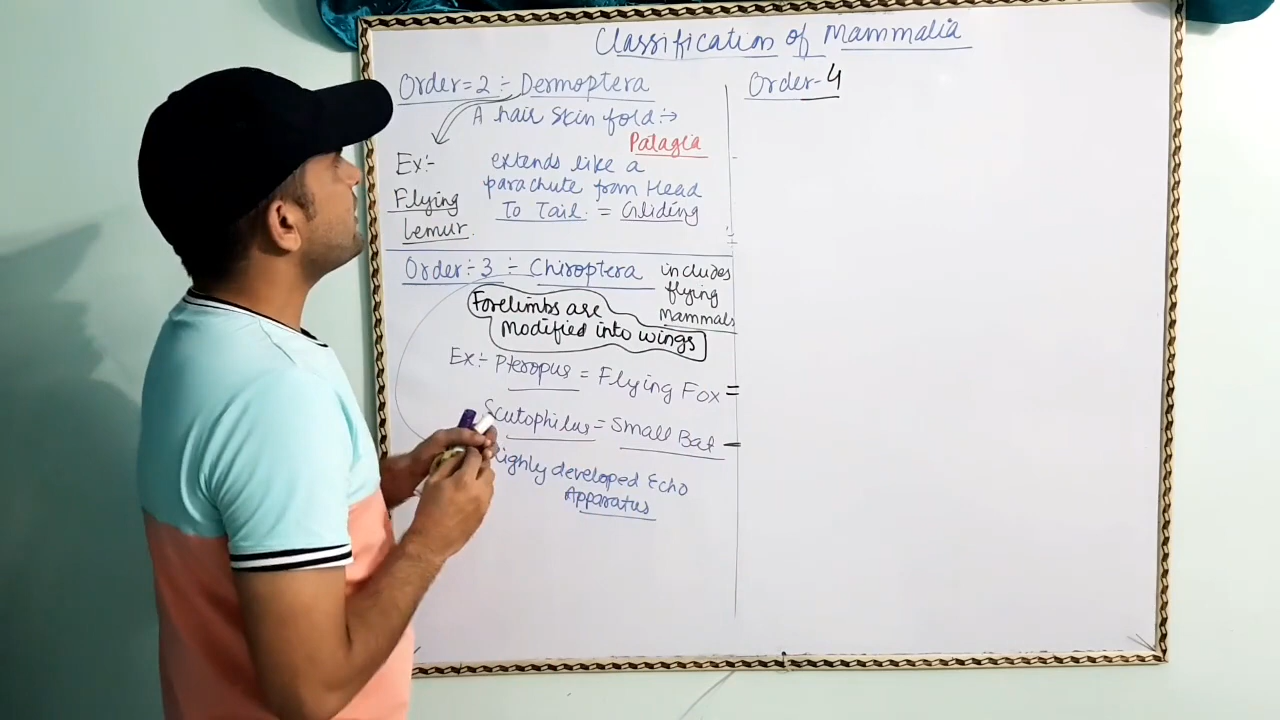 Classification of Mammalia
Order=2 :- Dermoptera
A hair skin fold:->
Patagia
Ex:-
Flying
Lemur.
extends like a
parachute from Head
To Tail. = Gliding
Order:-3 :- Chiroptera
includes
flying
Mammals
Forelimbs are
Modified into wings
Ex:- Pteropus = Flying Fox =
Scutophilus = Small Bat -
Highly developed Echo
Apparatus
Order-4